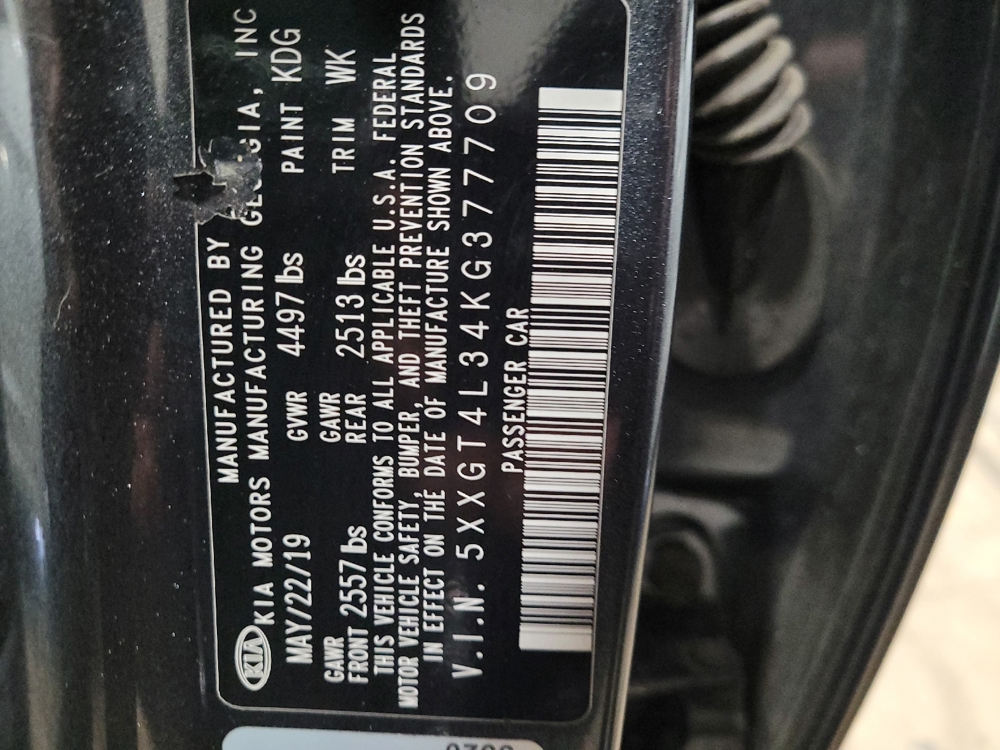 MANUFACTURED BY
KIA KIA MOTORS MANUFACTURING GEORGIA, INC
MAY/22/19 GVWR 4497 lbs PAINT KDG
GAWR FRONT 2557 lbs GAWR REAR 2513 lbs TRIM WK
THIS VEHICLE CONFORMS TO ALL APPLICABLE U.S.A. FEDERAL
MOTOR VEHICLE SAFETY, BUMPER, AND THEFT PREVENTION STANDARDS
IN EFFECT ON THE DATE OF MANUFACTURE SHOWN ABOVE.
V.I.N. 5XXGT4L34KG377709
PASSENGER CAR